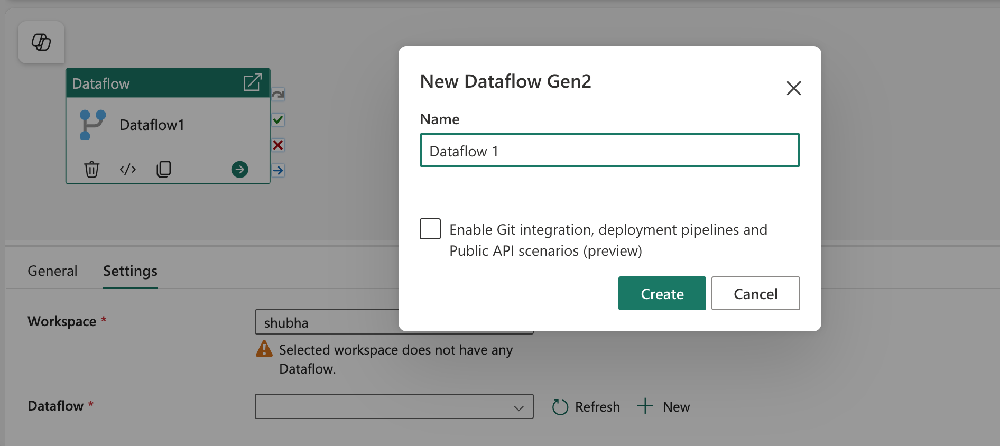 Dataflow
Dataflow1
New Dataflow Gen2
Name
Dataflow 1
Enable Git integration, deployment pipelines and
Public API scenarios (preview)
Create
Cancel
General
Settings
Workspace *
shubha
Selected workspace does not have any
Dataflow.
Dataflow *
Refresh
New